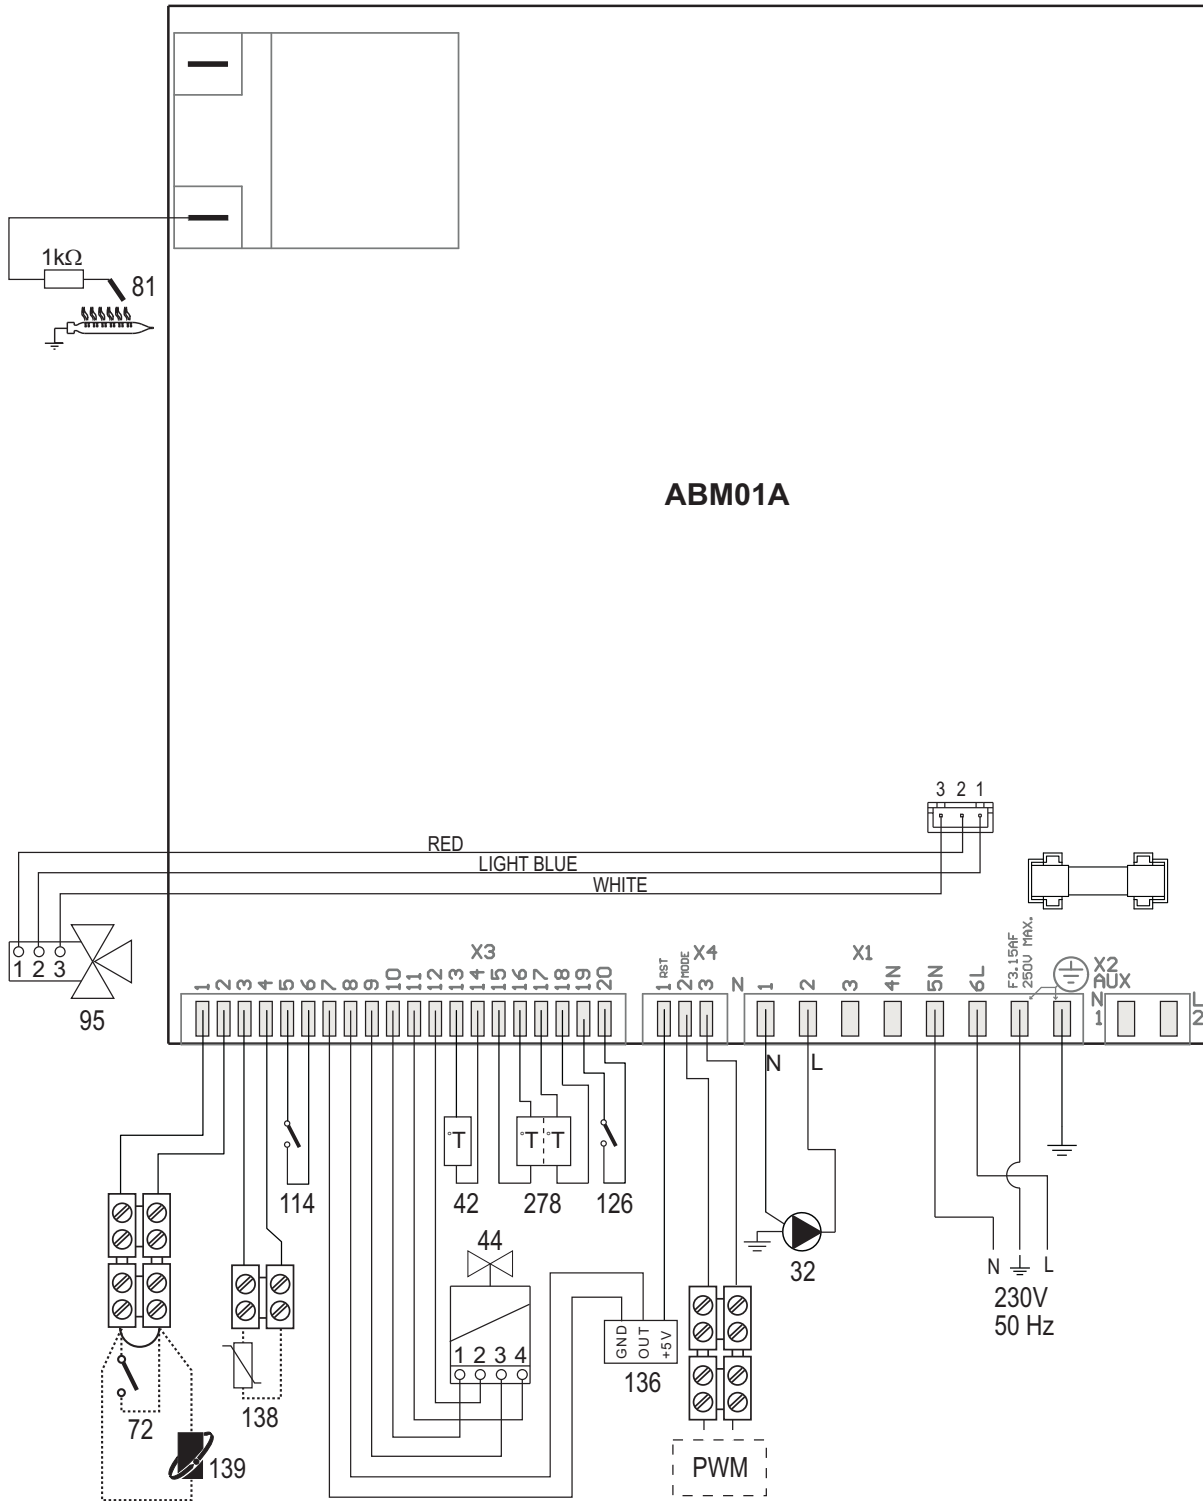 1kΩ
81
ABM01A
3 2 1
RED
LIGHT BLUE
WHITE
1 2 3
95
X3
1 2 3 4 5 6 7 8 9 10 11 12 13 14 15 16 17 18 19 20
X4
1 RST
2 MODE
3
N
X1
1 2 3 4N 5N 6L
F3.15AF
250V MAX.
X2
AUX
N
1
L
2
N L
°T
°T °T
114
42
278
126
44
32
N L
230V
50 Hz
1 2 3 4
GND
OUT
+5V
136
72
138
139
PWM